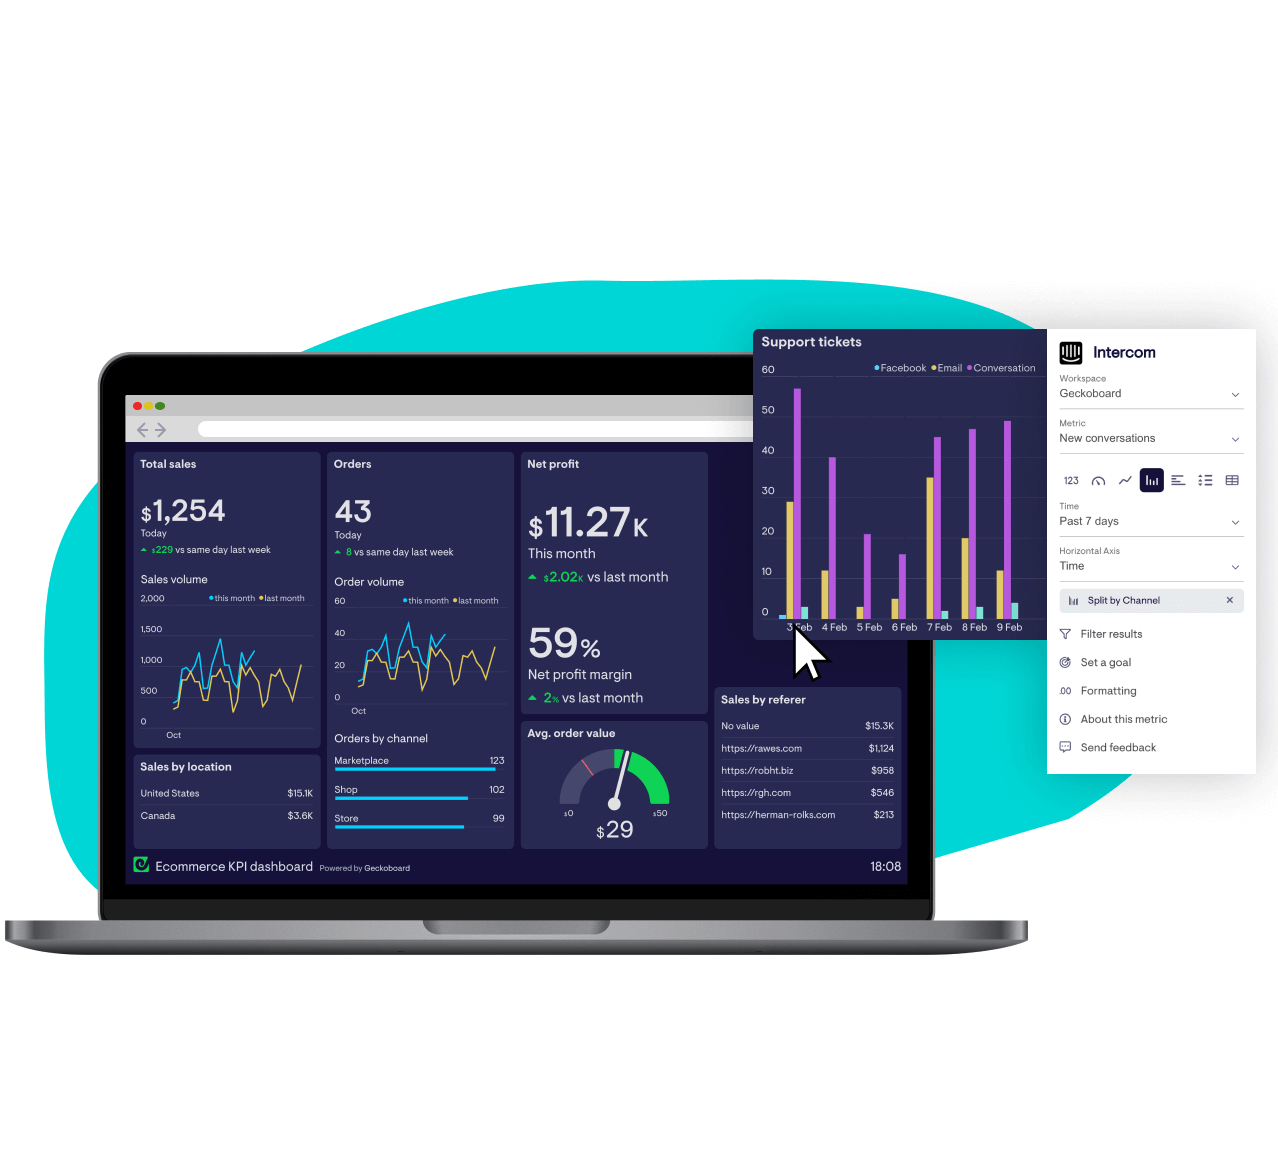 Total sales
$1,254
Today
$229 vs same day last week
Sales volume
this month last month
2,000
1,500
1,000
500
0
Oct
Sales by location
United States $15.1K
Canada $3.6K
Orders
43
Today
8 vs same day last week
Order volume
this month last month
60
40
20
0
Oct
Orders by channel
Marketplace 123
Shop 102
Store 99
Net profit
$11.27K
This month
$2.02K vs last month
59%
Net profit margin
2% vs last month
Avg. order value
$0 $50
$29
Support tickets
Facebook Email Conversation
60
50
40
30
20
10
0
3 Feb 4 Feb 5 Feb 6 Feb 7 Feb 8 Feb 9 Feb
Sales by referer
No value $15.3K
https://rawes.com $1,124
https://robht.biz $958
https://rgh.com $546
https://herman-rolks.com $213
Ecommerce KPI dashboard Powered by Geckoboard 18:08
Intercom
Workspace
Geckoboard
Metric
New conversations
123
Time
Past 7 days
Horizontal Axis
Time
Split by Channel
Filter results
Set a goal
.00 Formatting
About this metric
Send feedback